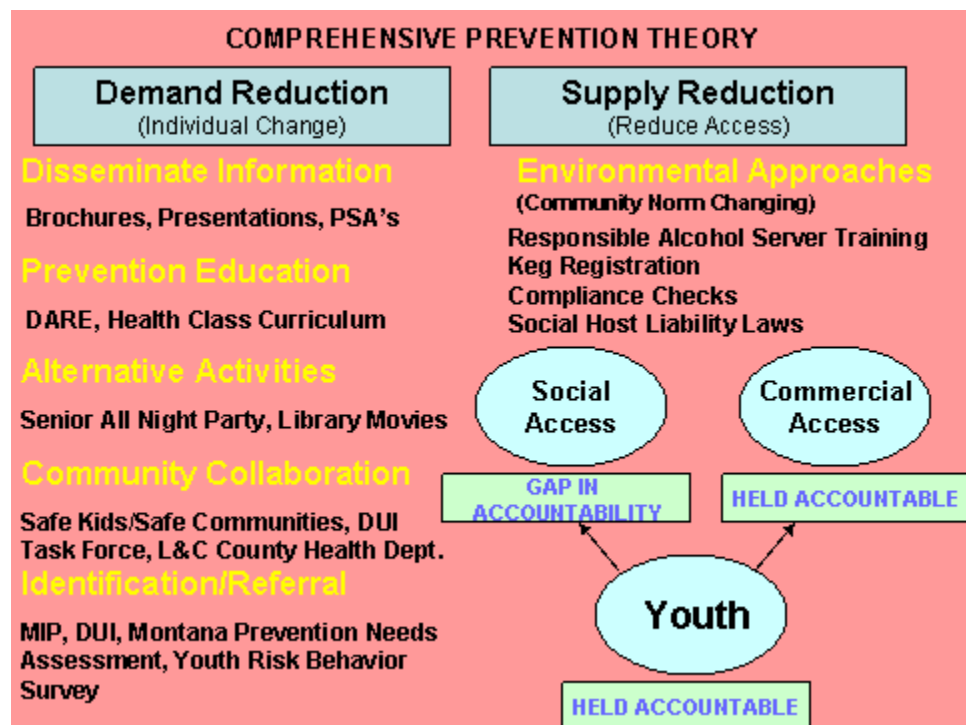 COMPREHENSIVE PREVENTION THEORY
Demand Reduction
(Individual Change)
Disseminate Information
Brochures, Presentations, PSA's
Prevention Education
DARE, Health Class Curriculum
Alternative Activities
Senior All Night Party, Library Movies
Community Collaboration
Safe Kids/Safe Communities, DUI
Task Force, L&C County Health Dept.
Identification/Referral
MIP, DUI, Montana Prevention Needs
Assessment, Youth Risk Behavior
Survey
Supply Reduction
(Reduce Access)
Environmental Approaches
(Community Norm Changing)
Responsible Alcohol Server Training
Keg Registration
Compliance Checks
Social Host Liability Laws
Social
Access
Commercial
Access
GAP IN
ACCOUNTABILITY
HELD ACCOUNTABLE
Youth
HELD ACCOUNTABLE